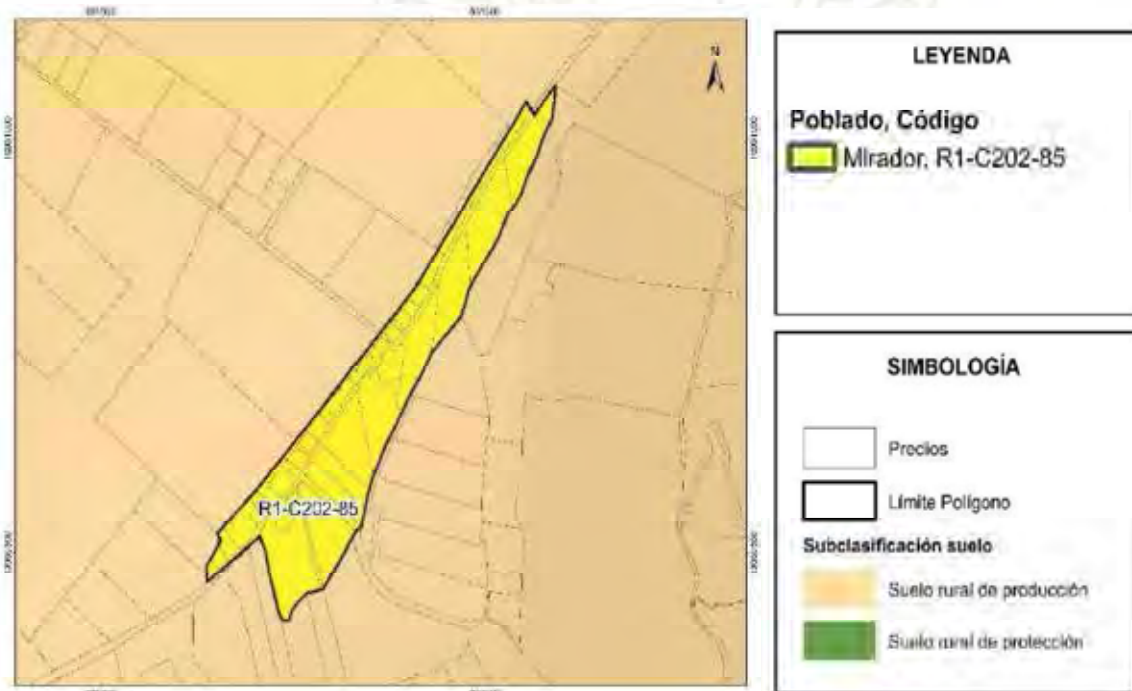 N
R1-C202-85
LEYENDA
Poblado, Código
Mirador, R1-C202-85
SIMBOLOGÍA
Precios
Límite Polígono
Subclasificación suelo
Suelo rural de producción
Suelo rural de protección